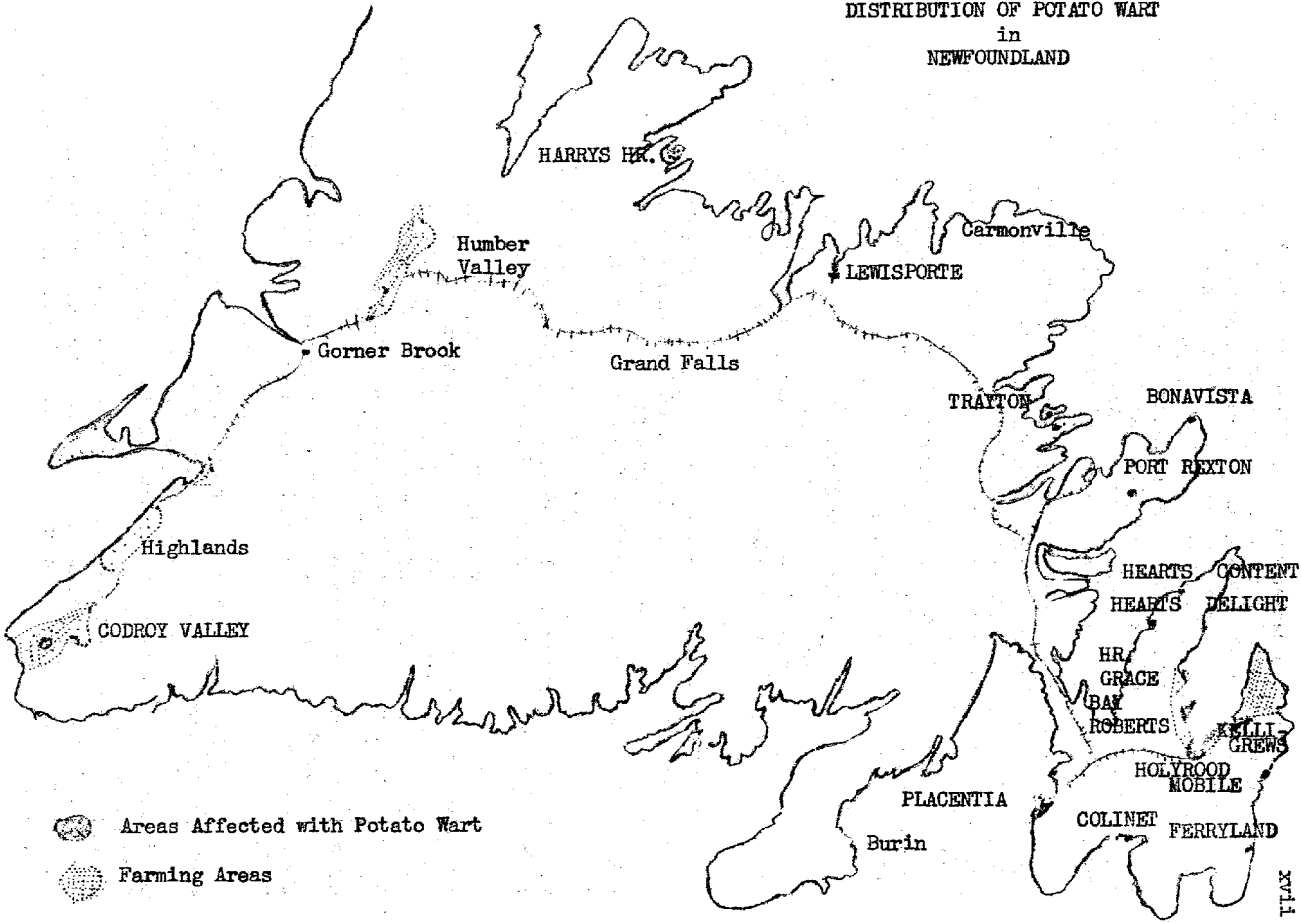 DISTRIBUTION OF POTATO WART
in
NEWFOUNDLAND
HARRYS HR.
Humber
Valley
Carmonville
LEWISPORTE
Gorner Brook
Grand Falls
TRAYTON
BONAVISTA
PORT REXTON
Highlands
HEARTS CONTENT
HEARTS DELIGHT
CODROY VALLEY
HR.
GRACE
BAY
ROBERTS
KELLI-
GREWS
HOLYROOD
MOBILE
PLACENTIA
COLINET
FERRYLAND
Burin
Areas Affected with Potato Wart
Farming Areas
xvii